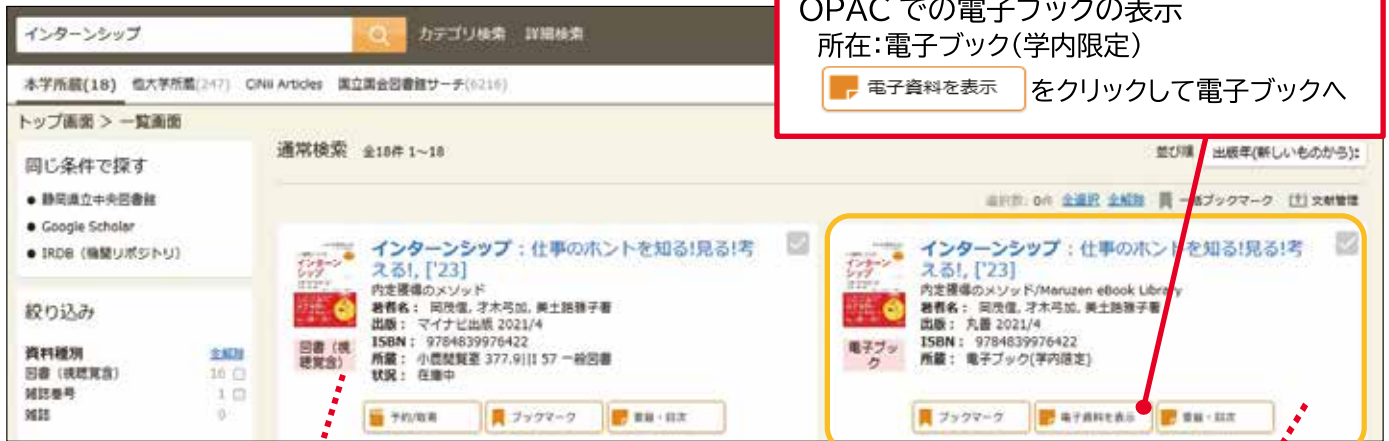 OPAC での電子ブックの表示
所在：電子ブック(学内限定)
電子資料を表示 をクリックして電子ブックへ
インターンシップ
カテゴリ検索 詳細検索
本学所蔵(18) 他大学所蔵(247) CiNii Articles 国立国会図書館サーチ(6216)
トップ画面 > 一覧画面
同じ条件で探す
● 静岡県立中央図書館
● Google Scholar
● IRDB（機関リポジトリ）
絞り込み
資料種別 全解除
図書（視聴覚含） 16
雑誌巻号 1
雑誌 0
通常検索 全18件 1~18
並び順 出版年(新しいものから):
選択数: 0件 全選択 全解除 一括ブックマーク 文献管理
インターンシップ：仕事のホントを知る!見る!考
える!, ['23]
内定獲得のメソッド
著者名： 岡茂信, 才木弓加, 美土路雅子著
出版： マイナビ出版 2021/4
ISBN： 9784839976422
所蔵： 小鹿閲覧室 377.9||I 57 一般図書
状況： 在庫中
図書（視
聴覚含）
予約/取寄 ブックマーク 書影・目次
インターンシップ：仕事のホントを知る!見る!考
える!, ['23]
内定獲得のメソッド/Maruzen eBook Library
著者名： 岡茂信, 才木弓加, 美土路雅子著
出版： 丸善 2021/4
ISBN： 9784839976422
所蔵： 電子ブック(学内限定)
電子ブッ
ク
ブックマーク 電子資料を表示 書影・目次